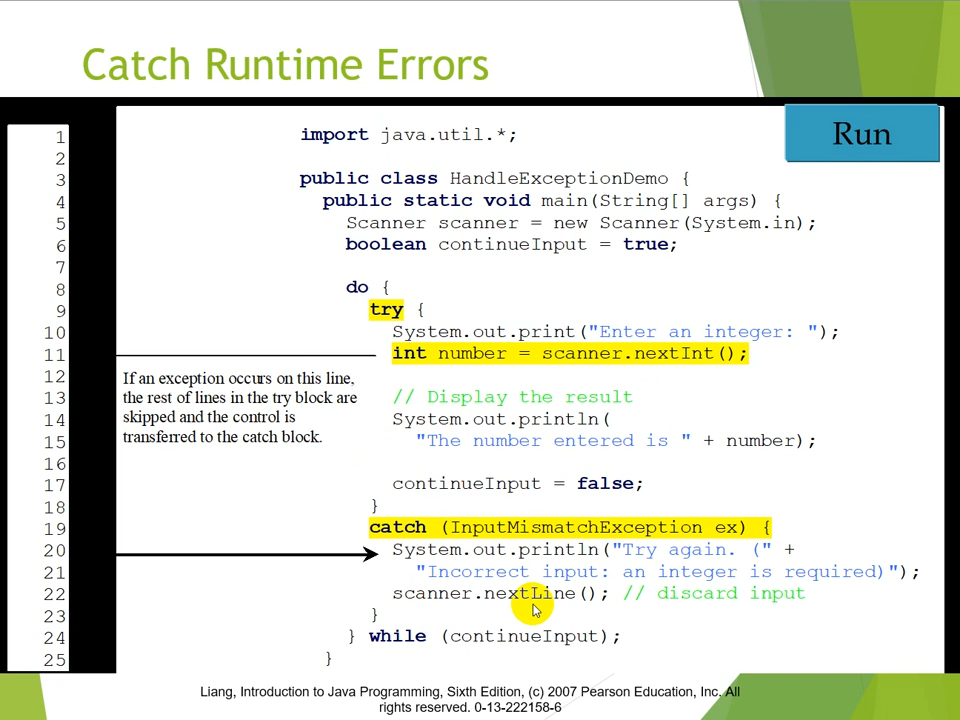 Catch Runtime Errors
Run
1 import java.util.*;
2
3 public class HandleExceptionDemo {
4 public static void main(String[] args) {
5 Scanner scanner = new Scanner(System.in);
6 boolean continueInput = true;
7
8 do {
9 try {
10 System.out.print("Enter an integer: ");
11 int number = scanner.nextInt();
12
13 // Display the result
14 System.out.println(
15 "The number entered is " + number);
16
17 continueInput = false;
18 }
19 catch (InputMismatchException ex) {
20 System.out.println("Try again. (" +
21 "Incorrect input: an integer is required)");
22 scanner.nextLine(); // discard input
23 }
24 } while (continueInput);
25 }
If an exception occurs on this line,
the rest of lines in the try block are
skipped and the control is
transferred to the catch block.
Liang, Introduction to Java Programming, Sixth Edition, (c) 2007 Pearson Education, Inc. All
rights reserved. 0-13-222158-6